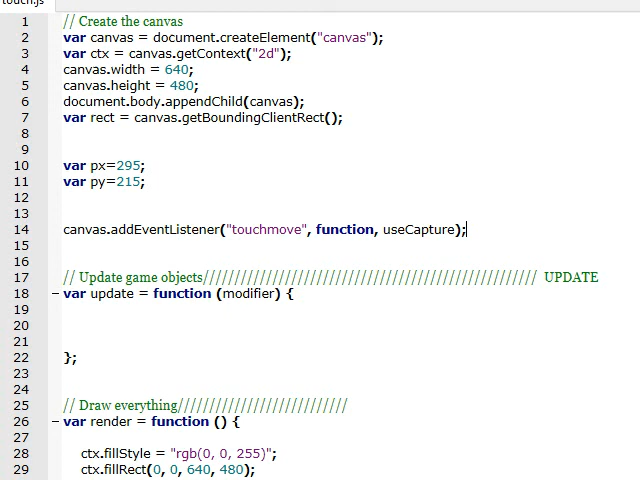 touch.js
1 // Create the canvas
2 var canvas = document.createElement("canvas");
3 var ctx = canvas.getContext("2d");
4 canvas.width = 640;
5 canvas.height = 480;
6 document.body.appendChild(canvas);
7 var rect = canvas.getBoundingClientRect();
8
9
10 var px=295;
11 var py=215;
12
13
14 canvas.addEventListener("touchmove", function, useCapture);
15
16
17 // Update game objects///////////////////////////////////////////////////// UPDATE
18 var update = function (modifier) {
19
20
21
22 };
23
24
25 // Draw everything///////////////////////////
26 var render = function () {
27
28 ctx.fillStyle = "rgb(0, 0, 255)";
29 ctx.fillRect(0, 0, 640, 480);